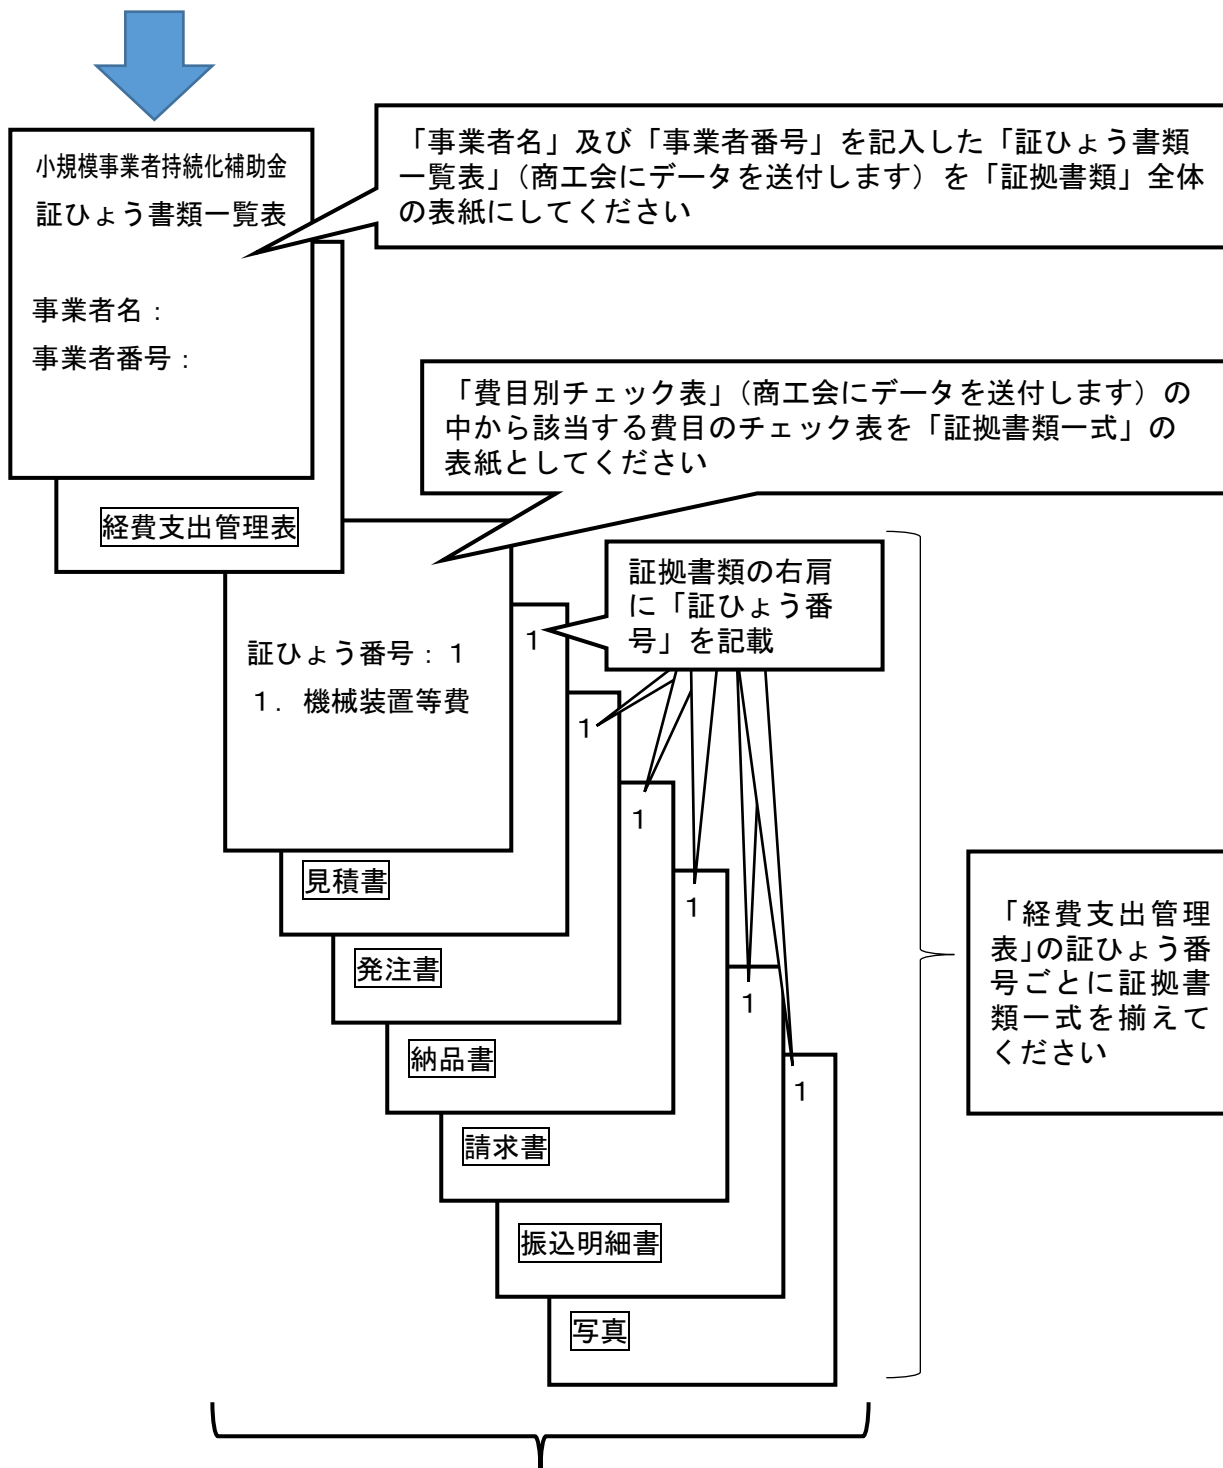 「事業者名」及び「事業者番号」を記入した「証ひょう書類
一覧表」（商工会にデータを送付します）を「証拠書類」全体
の表紙にしてください
小規模事業者持続化補助金
証ひょう書類一覧表
事業者名：
事業者番号：
「費目別チェック表」（商工会にデータを送付します）の
中から該当する費目のチェック表を「証拠書類一式」の
表紙としてください
経費支出管理表
証拠書類の右肩
に「証ひょう番
号」を記載
証ひょう番号：１
１．機械装置等費
1
1
1
1
1
1
見積書
発注書
納品書
請求書
振込明細書
写真
「経費支出管理
表」の証ひょう番
号ごとに証拠書
類一式を揃えて
ください